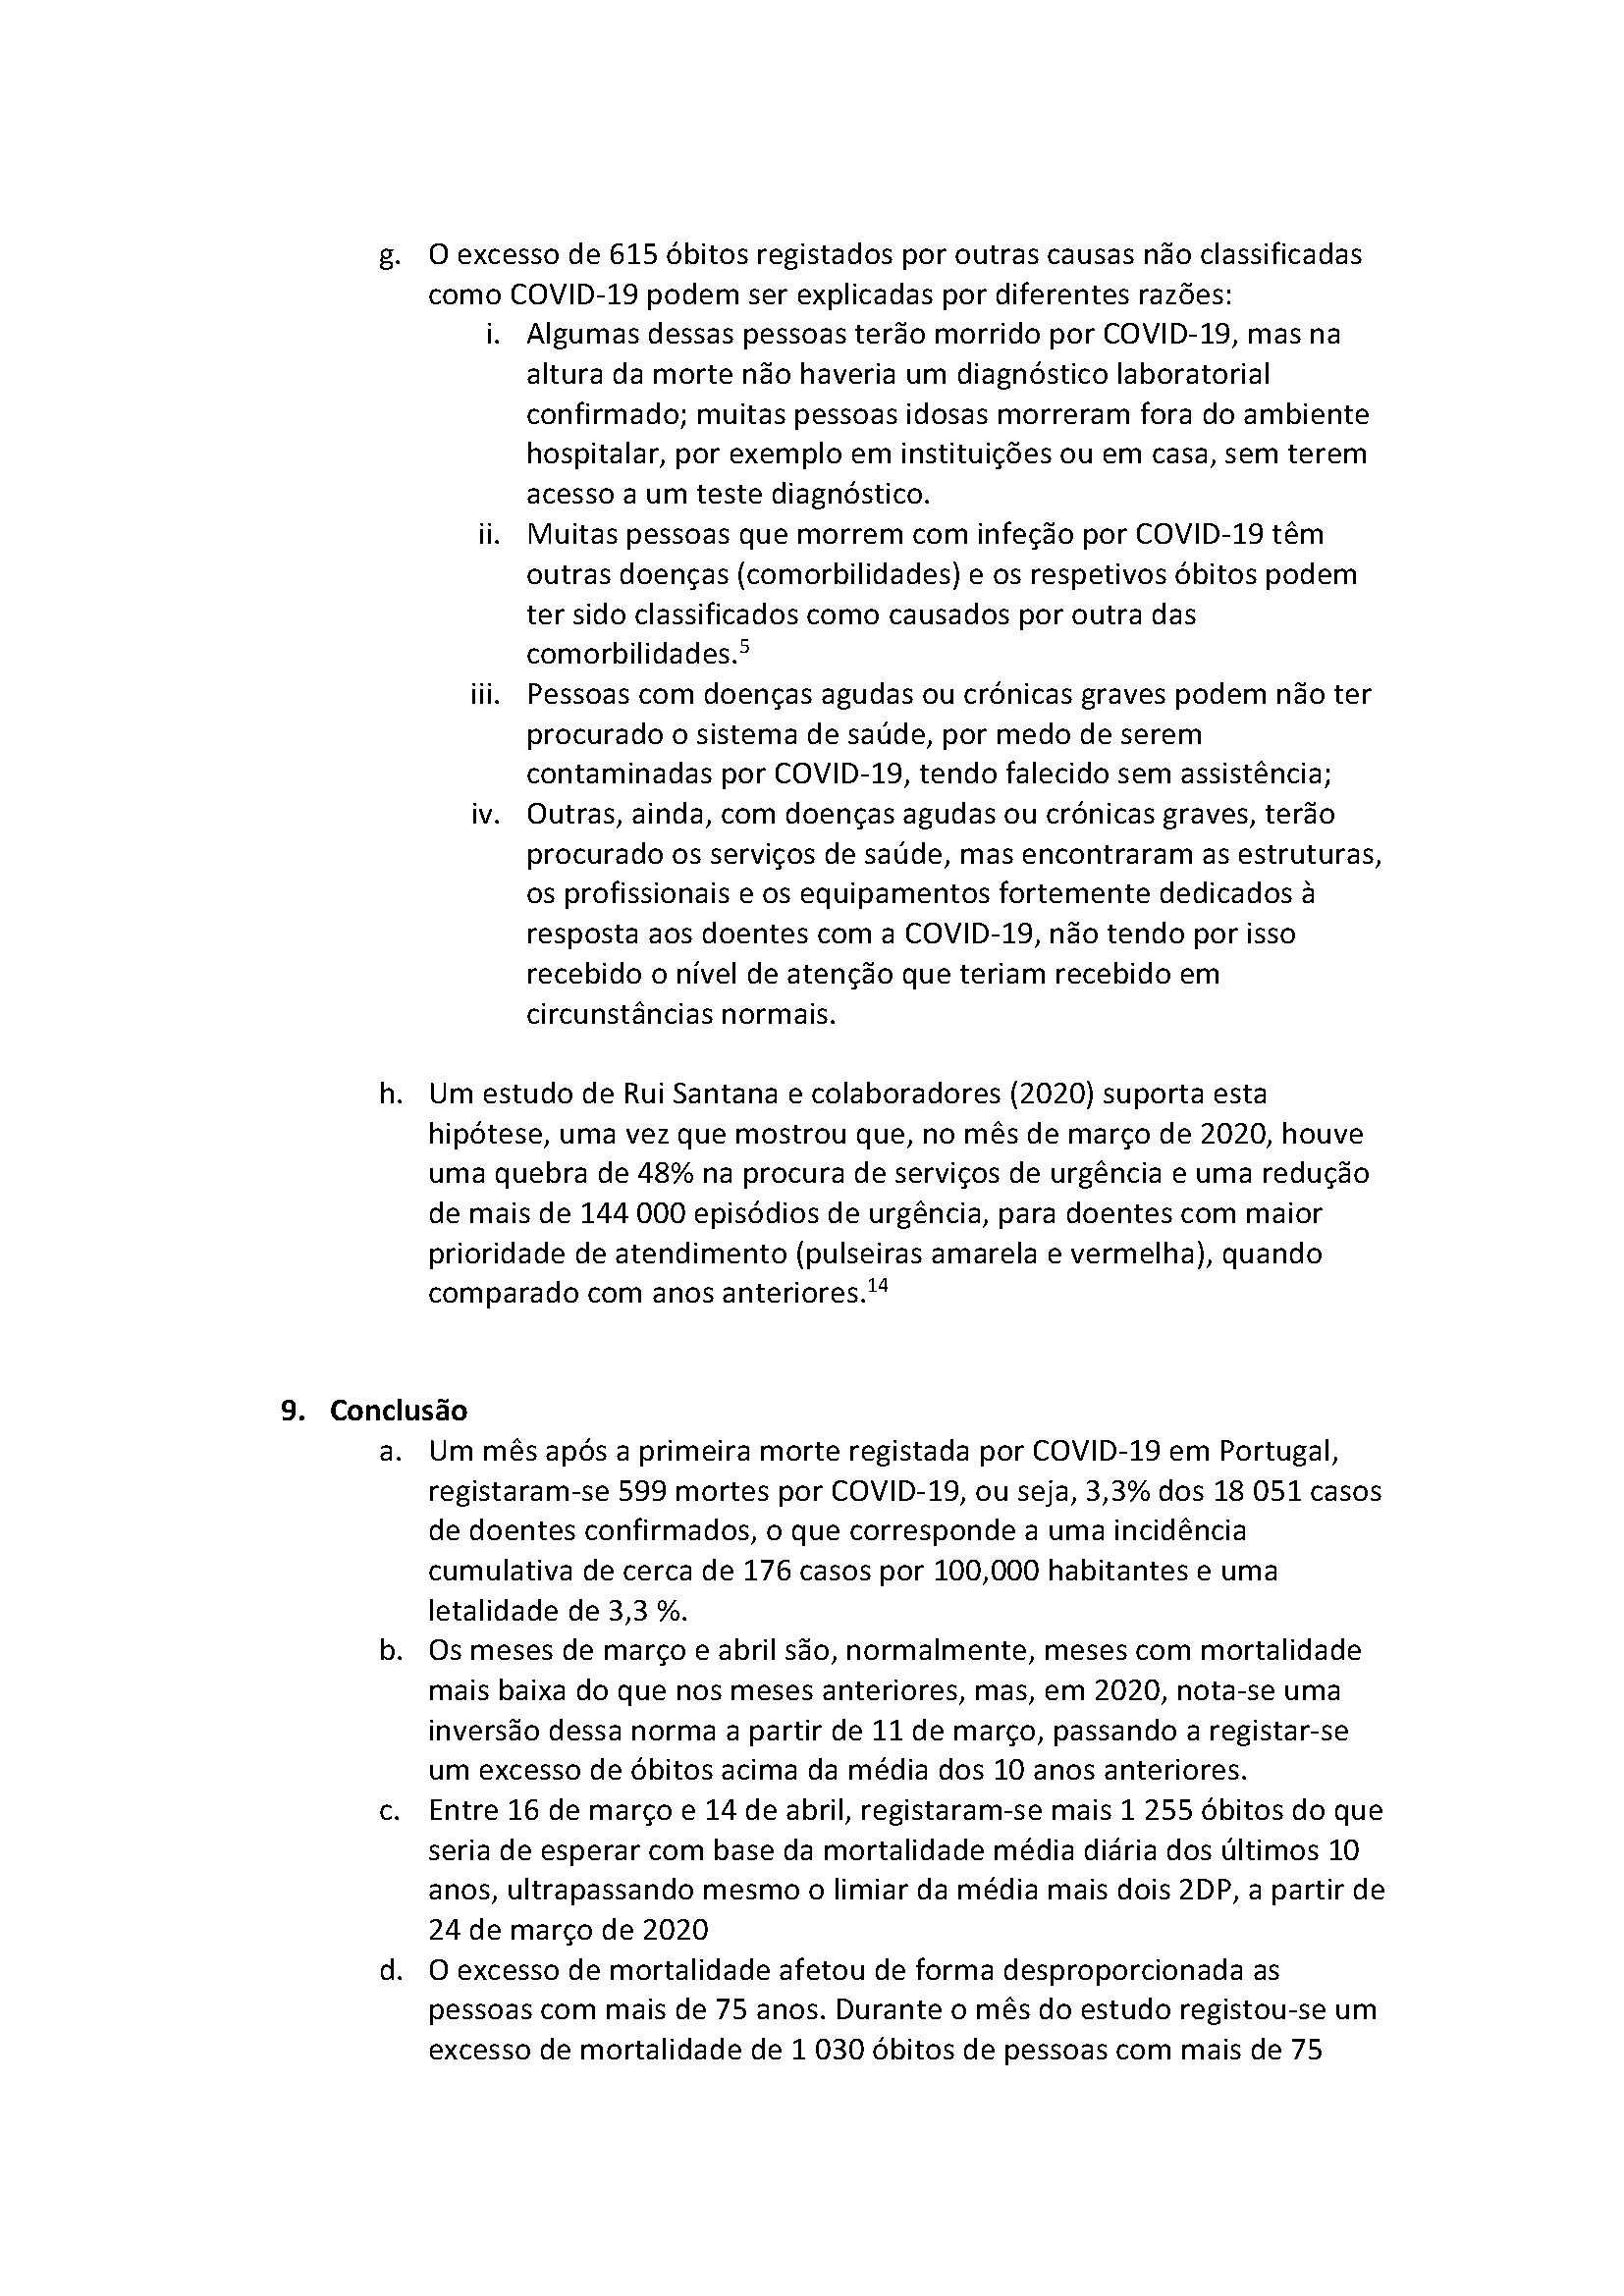 g. O excesso de 615 óbitos registados por outras causas não classificadas
como COVID-19 podem ser explicadas por diferentes razões:
i. Algumas dessas pessoas terão morrido por COVID-19, mas na
altura da morte não haveria um diagnóstico laboratorial
confirmado; muitas pessoas idosas morreram fora do ambiente
hospitalar, por exemplo em instituições ou em casa, sem terem
acesso a um teste diagnóstico.
ii. Muitas pessoas que morrem com infeção por COVID-19 têm
outras doenças (comorbilidades) e os respetivos óbitos podem
ter sido classificados como causados por outra das
comorbilidades.5
iii. Pessoas com doenças agudas ou crónicas graves podem não ter
procurado o sistema de saúde, por medo de serem
contaminadas por COVID-19, tendo falecido sem assistência;
iv. Outras, ainda, com doenças agudas ou crónicas graves, terão
procurado os serviços de saúde, mas encontraram as estruturas,
os profissionais e os equipamentos fortemente dedicados à
resposta aos doentes com a COVID-19, não tendo por isso
recebido o nível de atenção que teriam recebido em
circunstâncias normais.
h. Um estudo de Rui Santana e colaboradores (2020) suporta esta
hipótese, uma vez que mostrou que, no mês de março de 2020, houve
uma quebra de 48% na procura de serviços de urgência e uma redução
de mais de 144 000 episódios de urgência, para doentes com maior
prioridade de atendimento (pulseiras amarela e vermelha), quando
comparado com anos anteriores.14
9. Conclusão
a. Um mês após a primeira morte registada por COVID-19 em Portugal,
registaram-se 599 mortes por COVID-19, ou seja, 3,3% dos 18 051 casos
de doentes confirmados, o que corresponde a uma incidência
cumulativa de cerca de 176 casos por 100,000 habitantes e uma
letalidade de 3,3 %.
b. Os meses de março e abril são, normalmente, meses com mortalidade
mais baixa do que nos meses anteriores, mas, em 2020, nota-se uma
inversão dessa norma a partir de 11 de março, passando a registar-se
um excesso de óbitos acima da média dos 10 anos anteriores.
c. Entre 16 de março e 14 de abril, registaram-se mais 1 255 óbitos do que
seria de esperar com base da mortalidade média diária dos últimos 10
anos, ultrapassando mesmo o limiar da média mais dois 2DP, a partir de
24 de março de 2020
d. O excesso de mortalidade afetou de forma desproporcionada as
pessoas com mais de 75 anos. Durante o mês do estudo registou-se um
excesso de mortalidade de 1 030 óbitos de pessoas com mais de 75